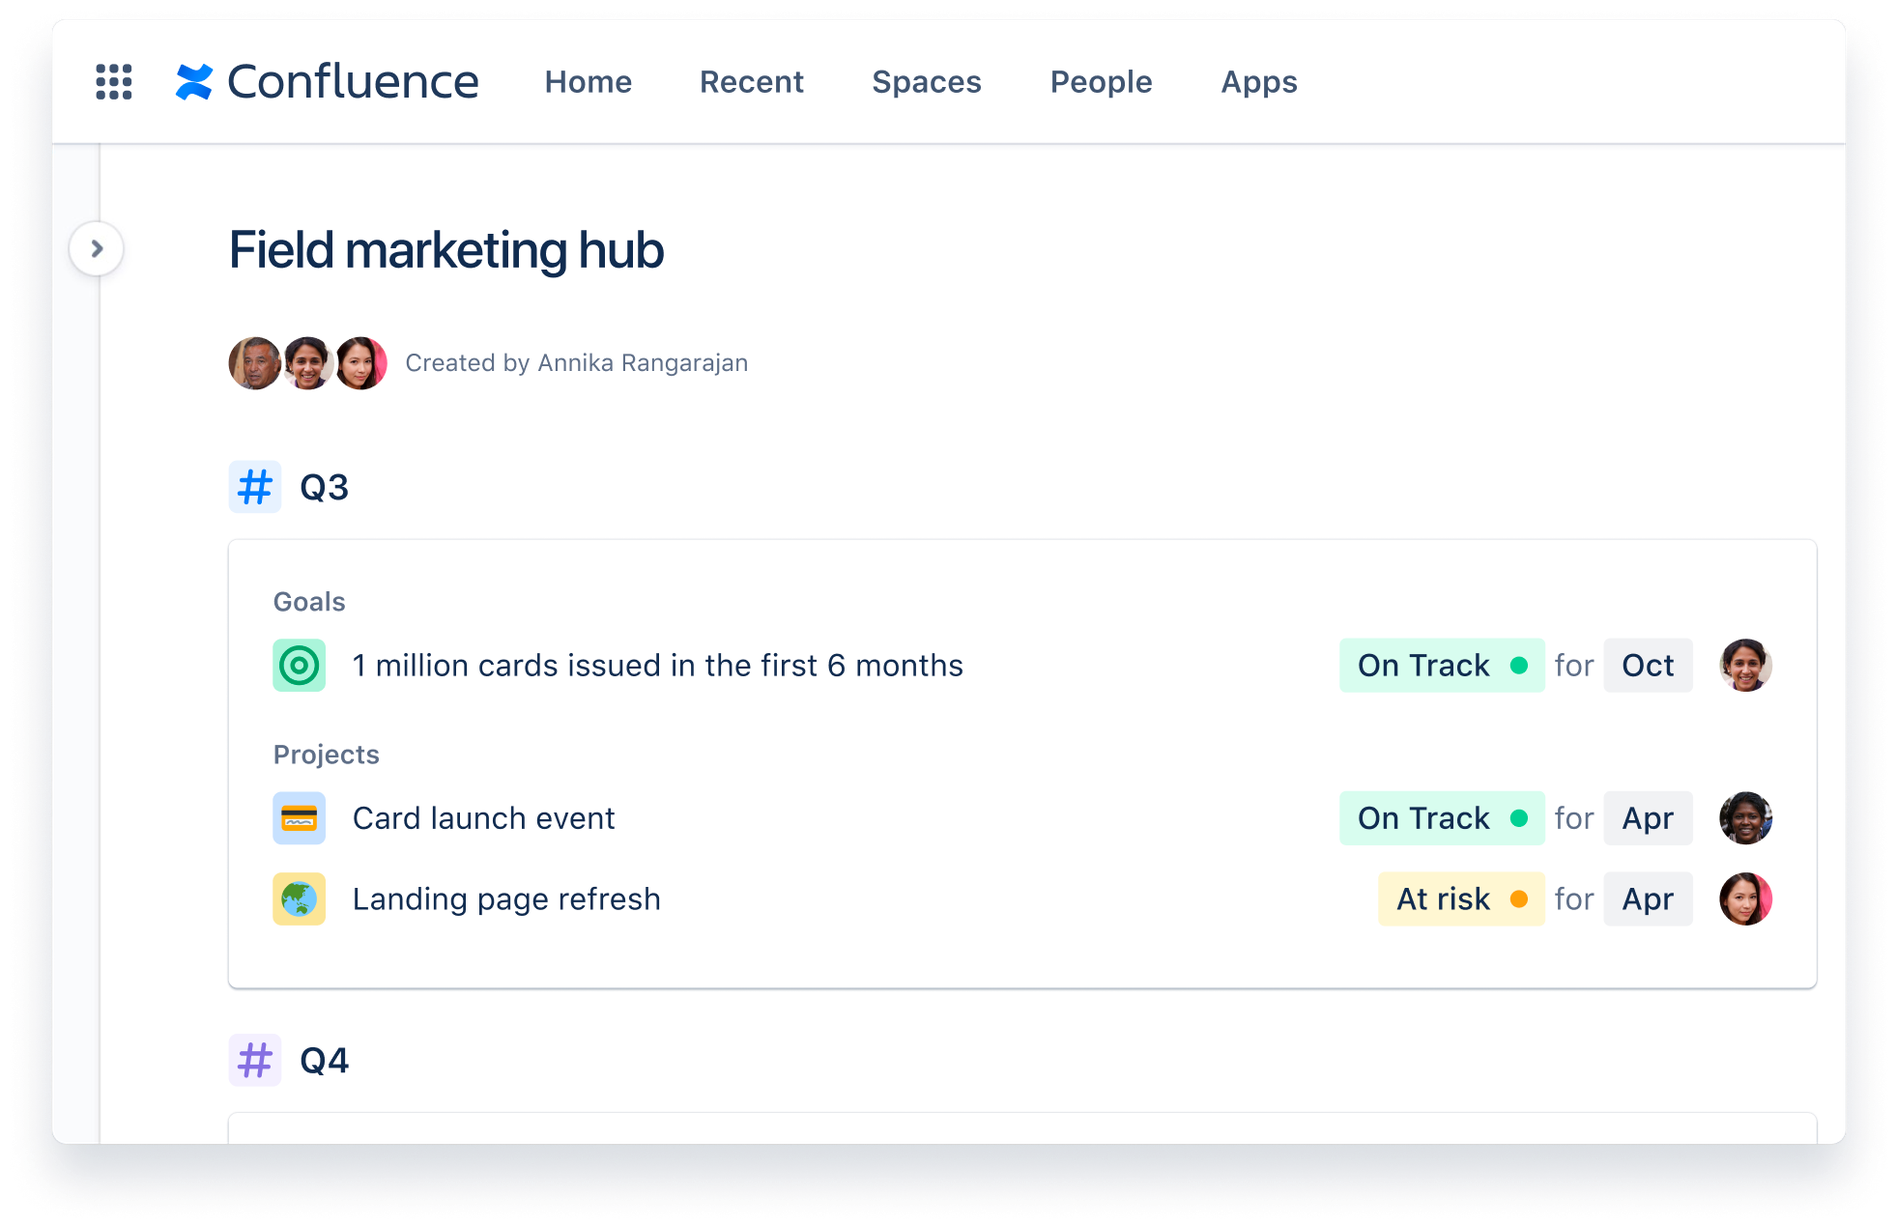 Confluence Home Recent Spaces People Apps
Field marketing hub
Created by Annika Rangarajan
# Q3
Goals
1 million cards issued in the first 6 months On Track for Oct
Projects
Card launch event On Track for Apr
Landing page refresh At risk for Apr
# Q4